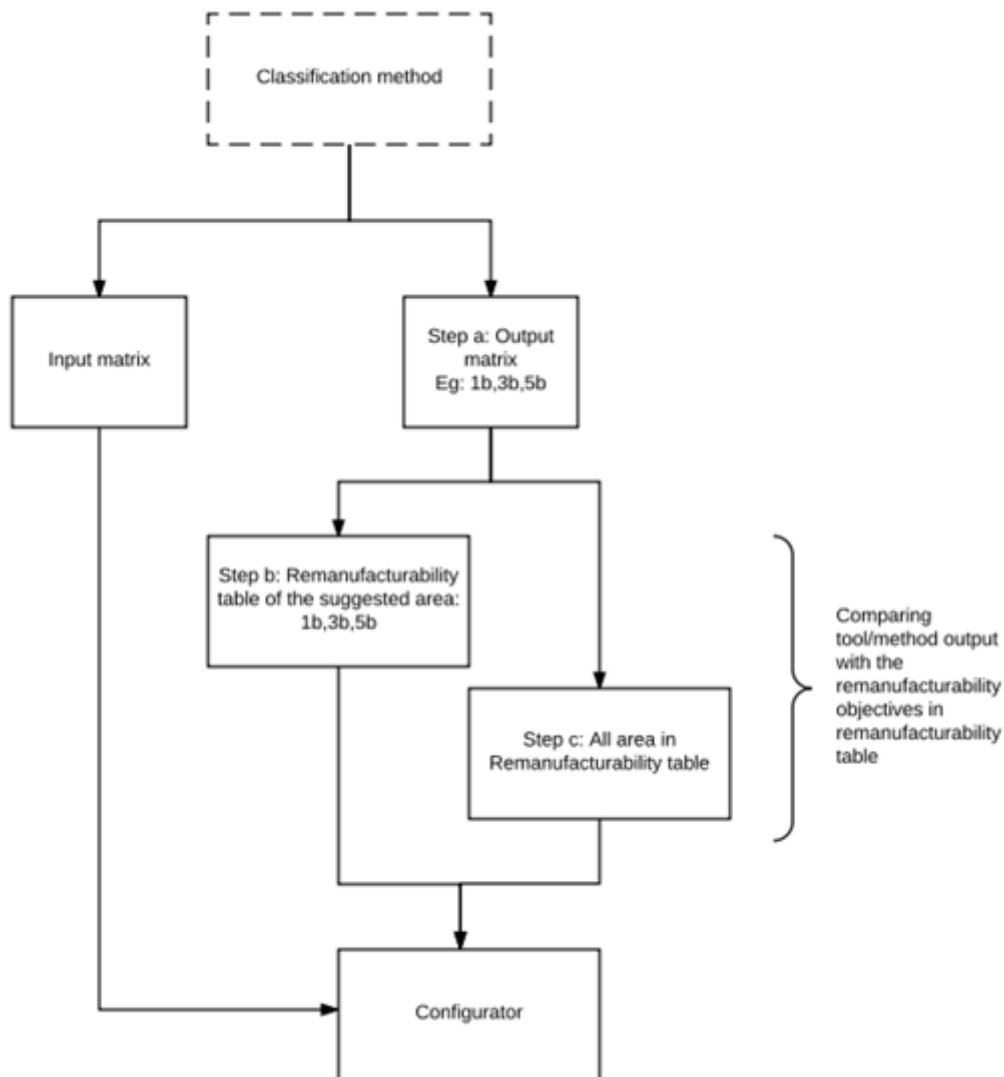 Classification method
Input matrix
Step a: Output
matrix
Eg: 1b,3b,5b
Step b: Remanufacturability
table of the suggested area:
1b,3b,5b
Step c: All area in
Remanufacturability table
Comparing
tool/method output
with the
remanufacturability
objectives in
remanufacturability
table
Configurator